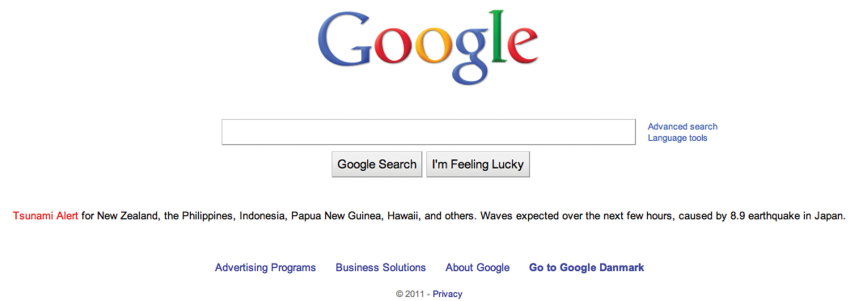 Google
Advanced search
Language tools
Google Search I'm Feeling Lucky
Tsunami Alert for New Zealand, the Philippines, Indonesia, Papua New Guinea, Hawaii, and others. Waves expected over the next few hours, caused by 8.9 earthquake in Japan.
Advertising Programs Business Solutions About Google Go to Google Danmark
© 2011 - Privacy